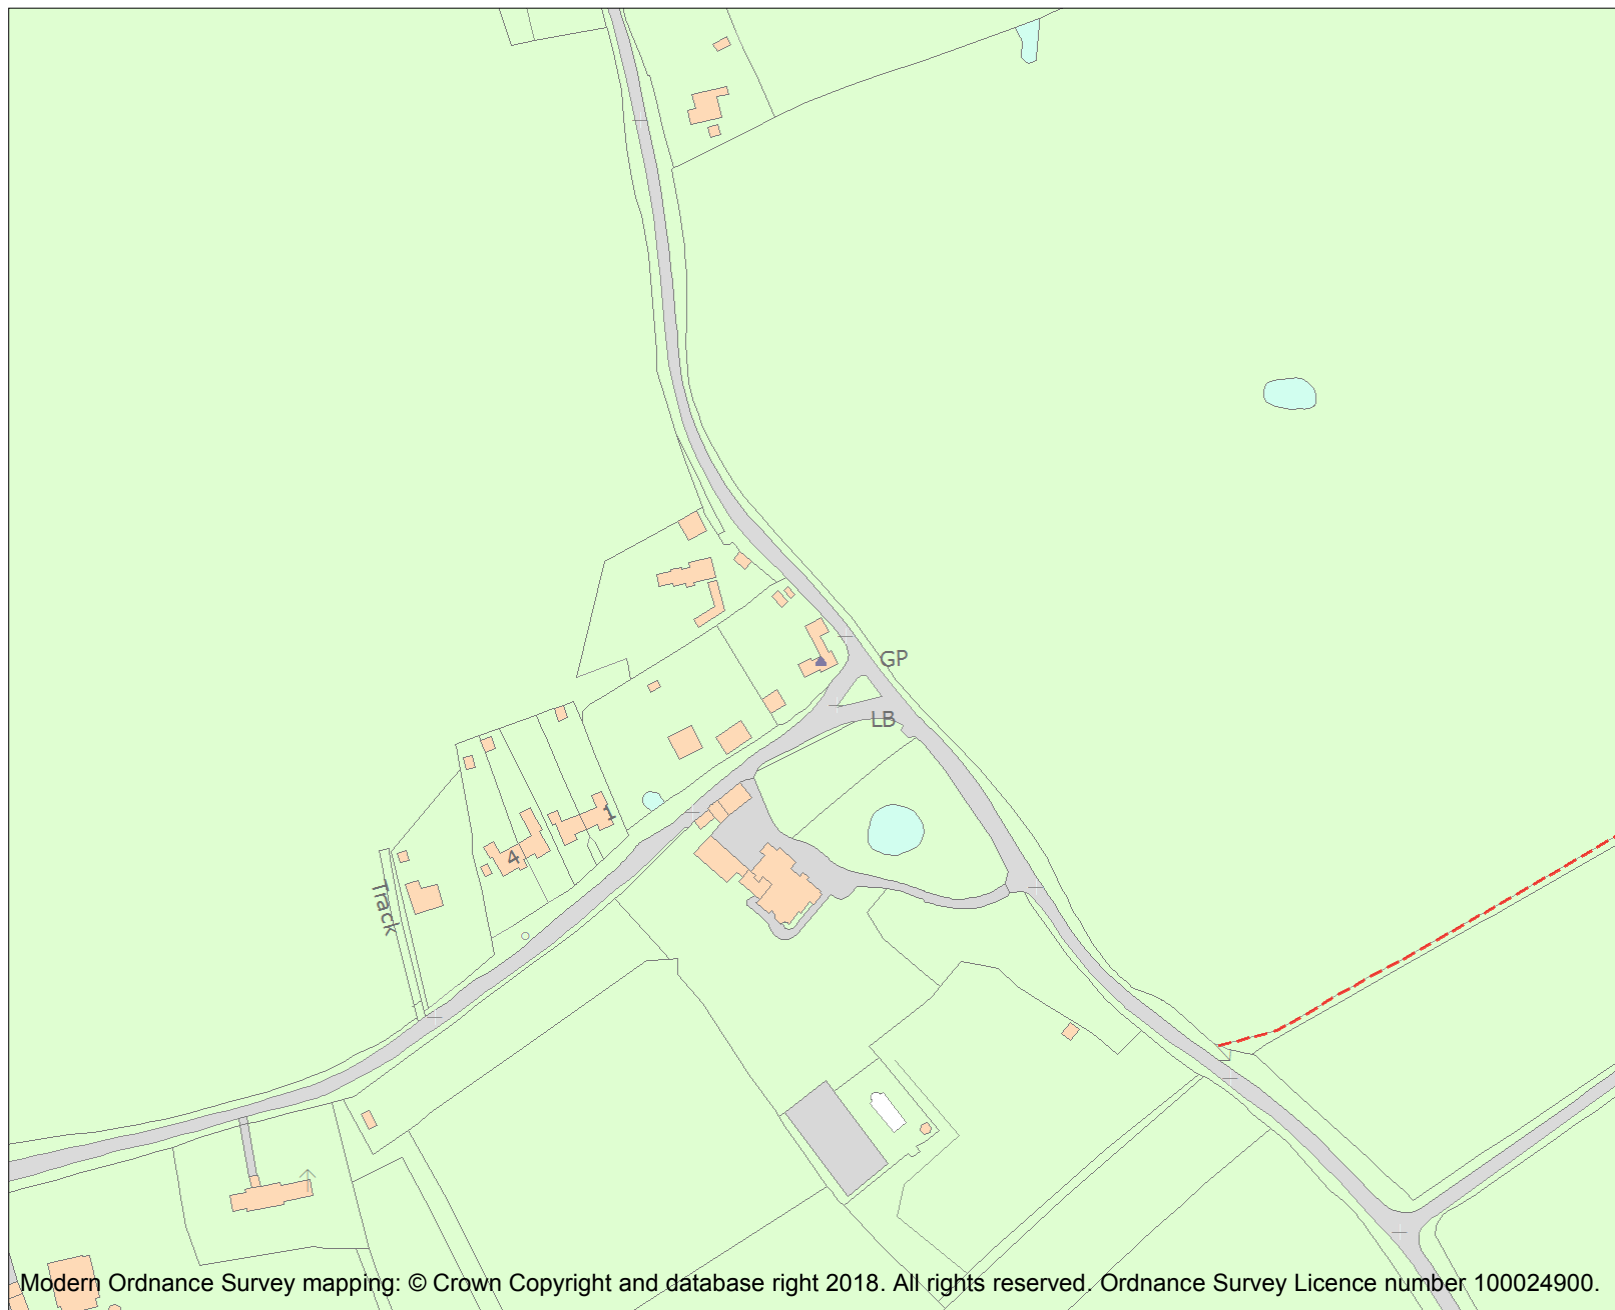 GP
LB
1
4
Track
Modern Ordnance Survey mapping: © Crown Copyright and database right 2018. All rights reserved. Ordnance Survey Licence number 100024900.